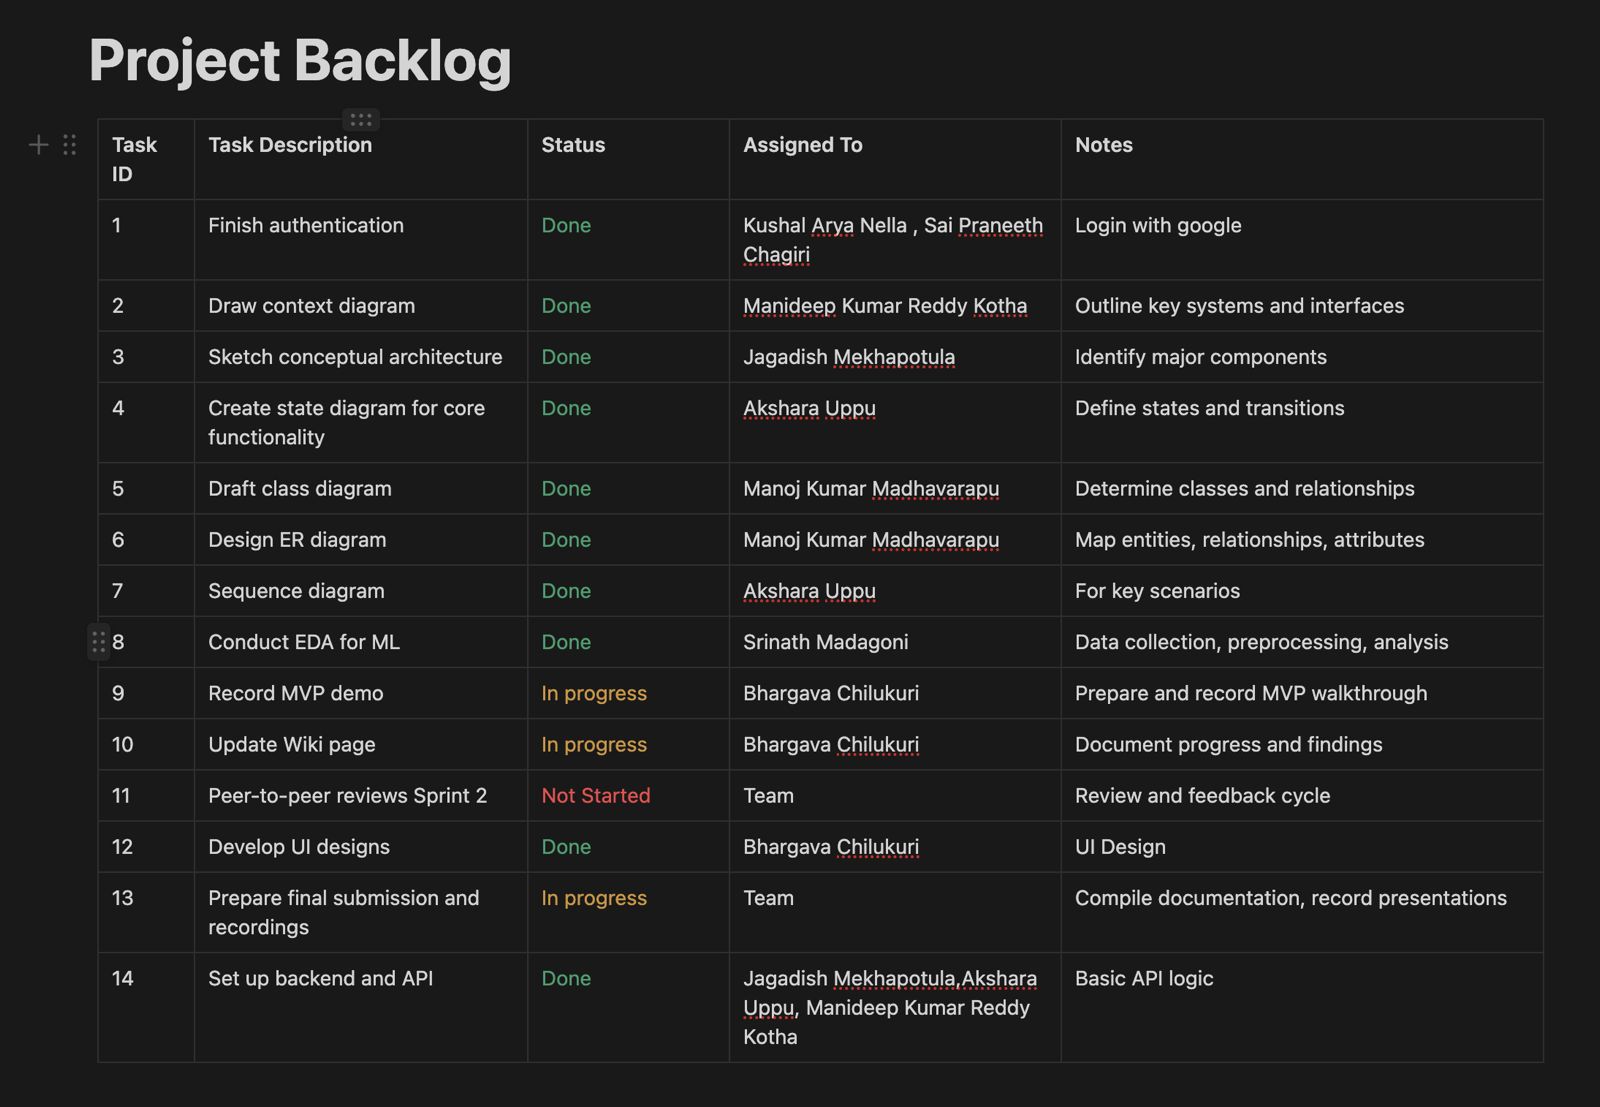 Project Backlog
Task ID Task Description Status Assigned To Notes
1 Finish authentication Done Kushal Arya Nella , Sai Praneeth Chagiri Login with google
2 Draw context diagram Done Manideep Kumar Reddy Kotha Outline key systems and interfaces
3 Sketch conceptual architecture Done Jagadish Mekhapotula Identify major components
4 Create state diagram for core functionality Done Akshara Uppu Define states and transitions
5 Draft class diagram Done Manoj Kumar Madhavarapu Determine classes and relationships
6 Design ER diagram Done Manoj Kumar Madhavarapu Map entities, relationships, attributes
7 Sequence diagram Done Akshara Uppu For key scenarios
8 Conduct EDA for ML Done Srinath Madagoni Data collection, preprocessing, analysis
9 Record MVP demo In progress Bhargava Chilukuri Prepare and record MVP walkthrough
10 Update Wiki page In progress Bhargava Chilukuri Document progress and findings
11 Peer-to-peer reviews Sprint 2 Not Started Team Review and feedback cycle
12 Develop UI designs Done Bhargava Chilukuri UI Design
13 Prepare final submission and recordings In progress Team Compile documentation, record presentations
14 Set up backend and API Done Jagadish Mekhapotula,Akshara Uppu, Manideep Kumar Reddy Kotha Basic API logic